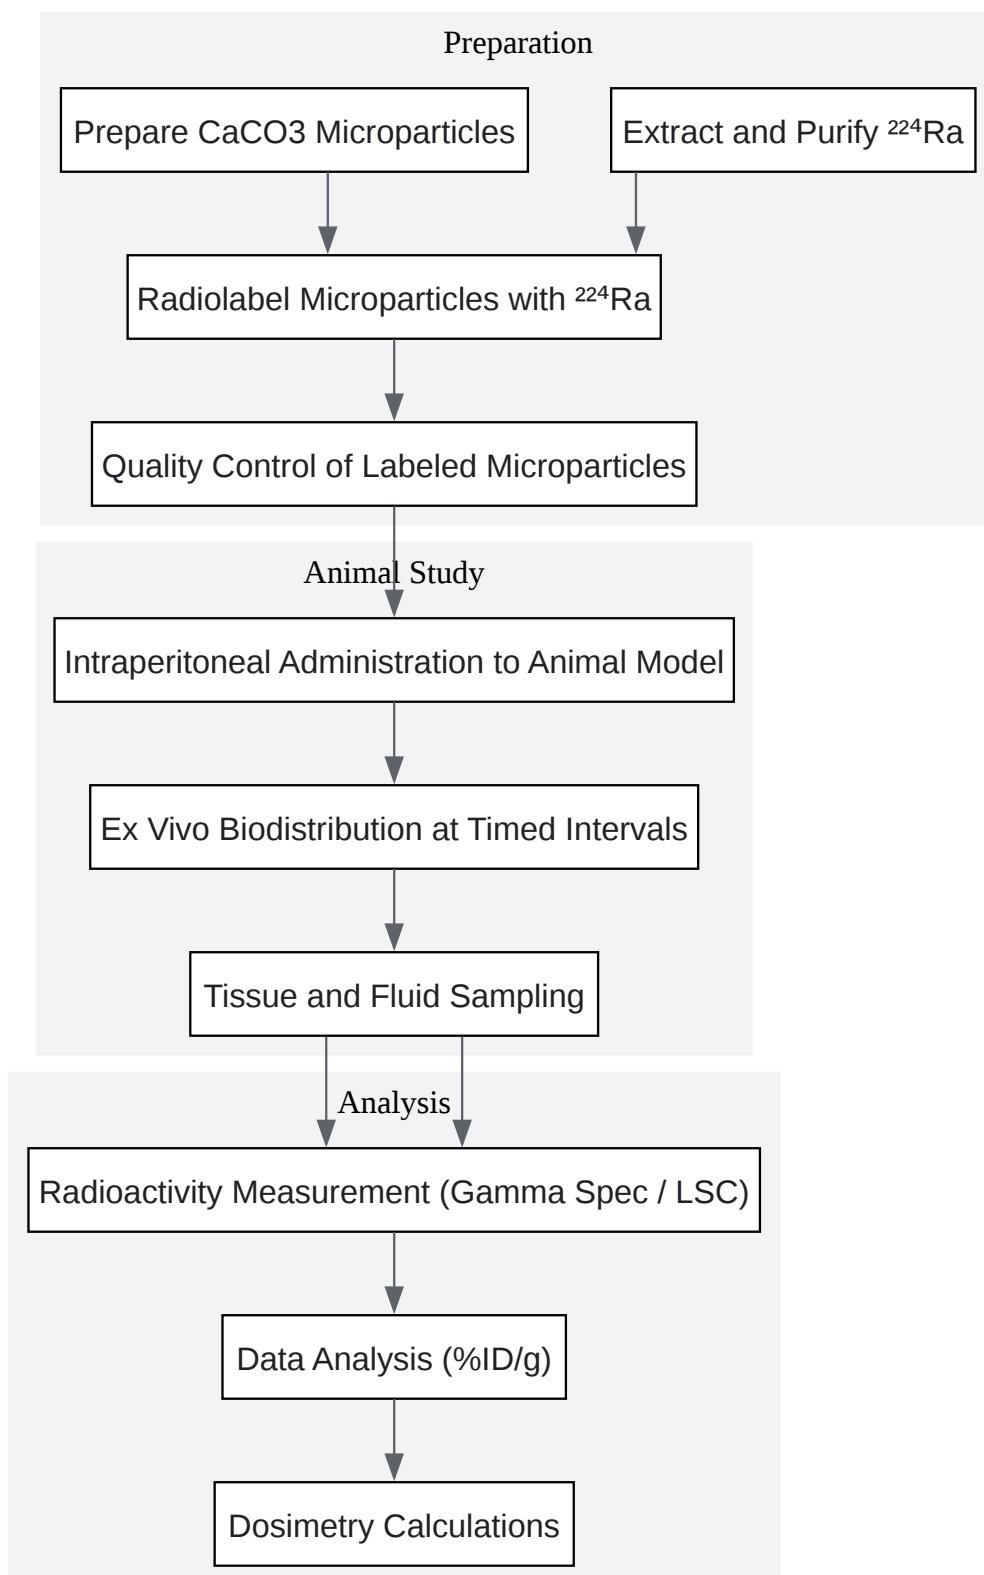 Preparation
Prepare CaCO3 Microparticles
Extract and Purify ²²⁴Ra
Radiolabel Microparticles with ²²⁴Ra
Quality Control of Labeled Microparticles
Animal Study
Intraperitoneal Administration to Animal Model
Ex Vivo Biodistribution at Timed Intervals
Tissue and Fluid Sampling
Analysis
Radioactivity Measurement (Gamma Spec / LSC)
Data Analysis (%ID/g)
Dosimetry Calculations